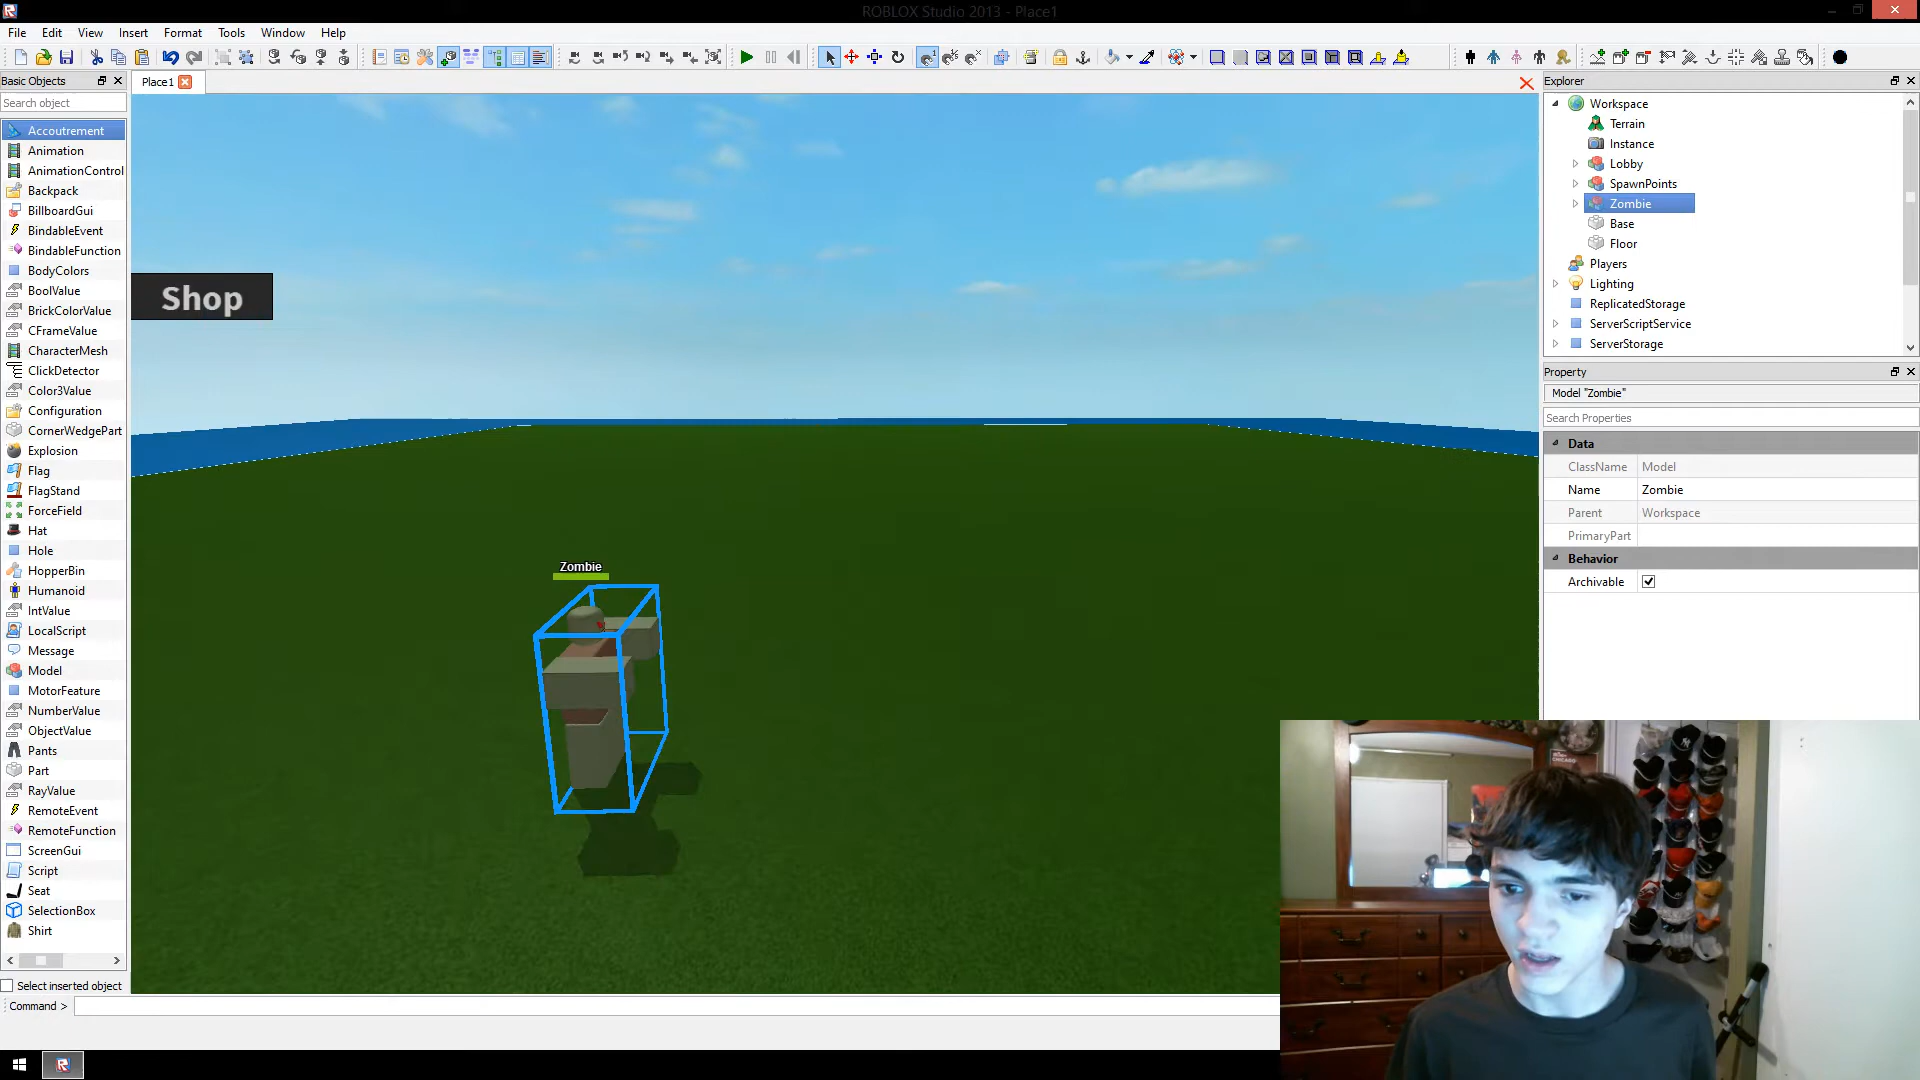 ROBLOX Studio 2013 - Place1
File Edit View Insert Format Tools Window Help
Basic Objects
Place1
Explorer
Search object
Accoutrement
Animation
AnimationControl
Backpack
BillboardGui
BindableEvent
BindableFunction
BodyColors
BoolValue
BrickColorValue
CFrameValue
CharacterMesh
ClickDetector
Color3Value
Configuration
CornerWedgePart
Explosion
Flag
FlagStand
ForceField
Hat
Hole
HopperBin
Humanoid
IntValue
LocalScript
Message
Model
MotorFeature
NumberValue
ObjectValue
Pants
Part
RayValue
RemoteEvent
RemoteFunction
ScreenGui
Script
Seat
SelectionBox
Shirt
Select inserted object
Command >
Shop
Zombie
Workspace
Terrain
Instance
Lobby
SpawnPoints
Zombie
Base
Floor
Players
Lighting
ReplicatedStorage
ServerScriptService
ServerStorage
Property
Model "Zombie"
Search Properties
Data
ClassName Model
Name Zombie
Parent Workspace
PrimaryPart
Behavior
Archivable